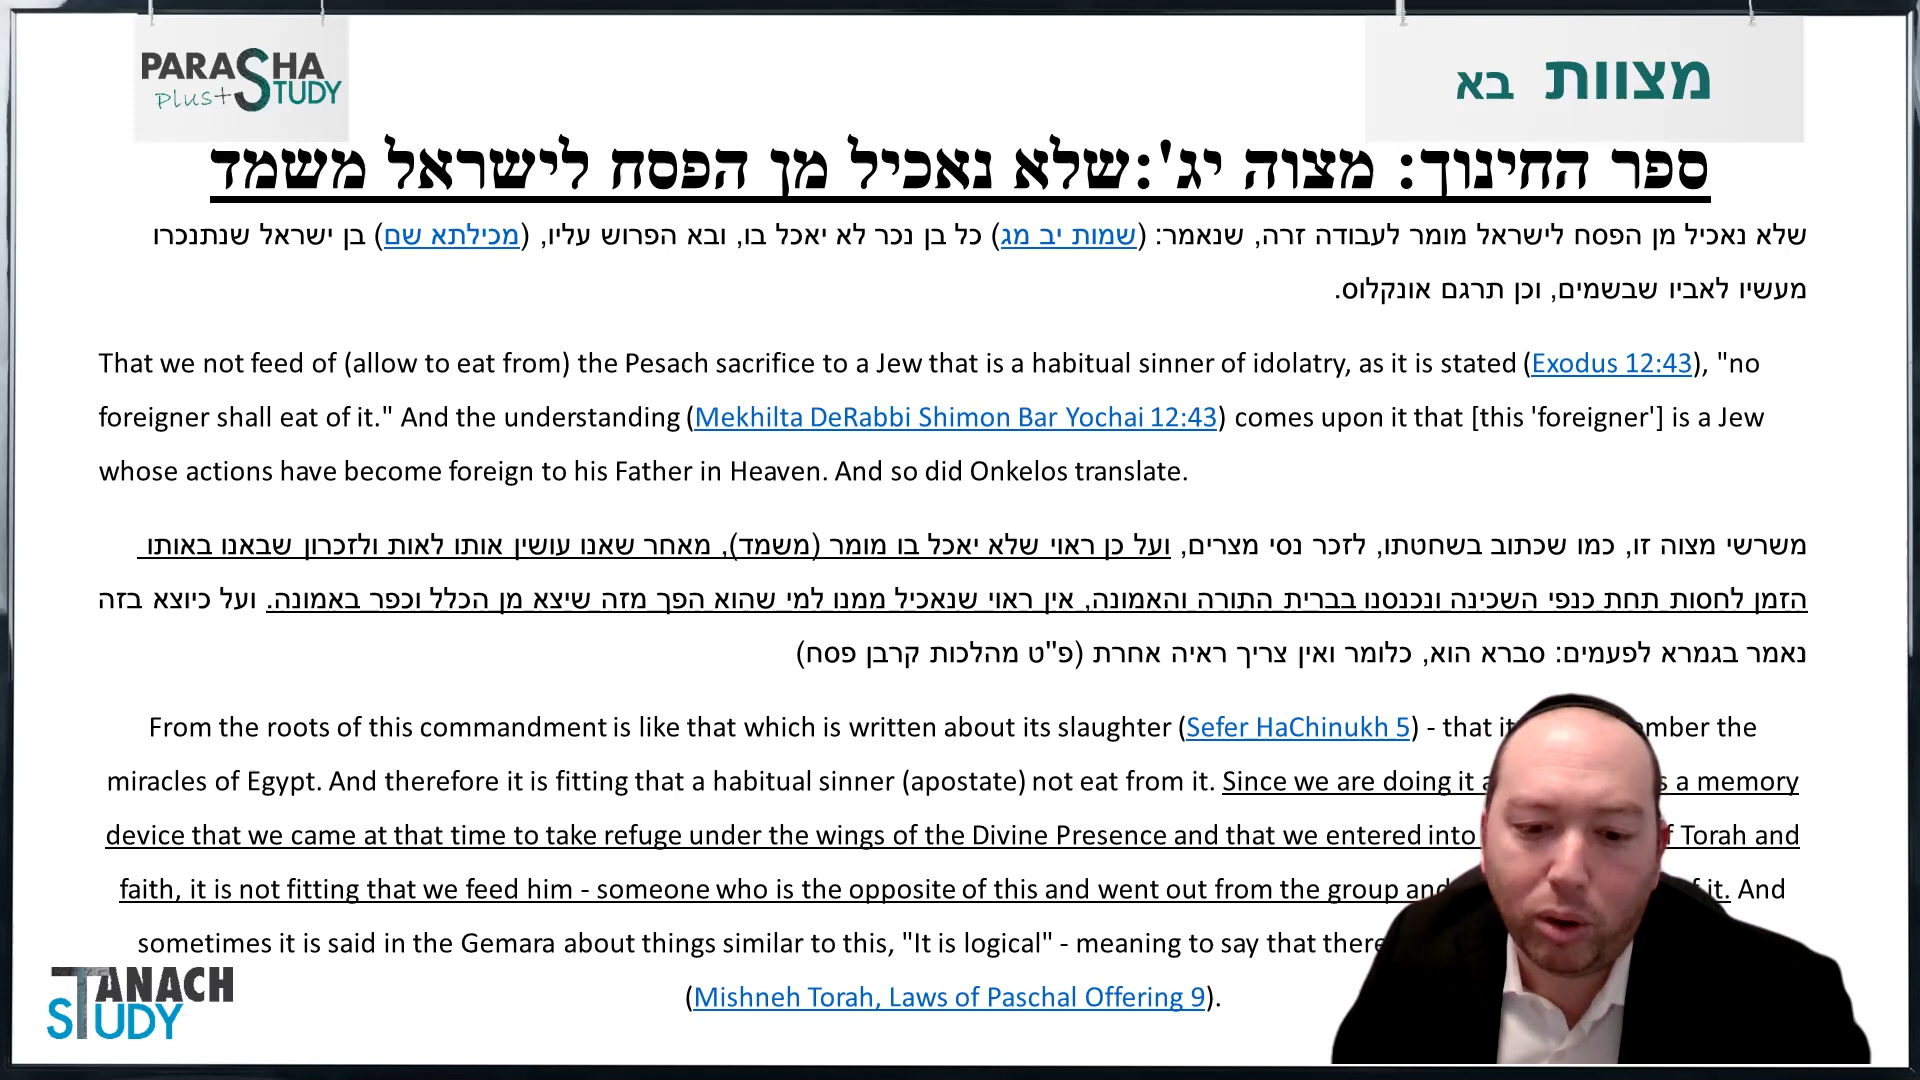 PARASHA
plus+ STUDY
מצוות בא
ספר החינוך: מצוה יג':שלא נאכיל מן הפסח לישראל משמד
שלא נאכיל מן הפסח לישראל מומר לעבודה זרה, שנאמר: (שמות יב מג) כל בן נכר לא יאכל בו, ובא הפרוש עליו, (מכילתא שם) בן ישראל שנתנכרו
מעשיו לאביו שבשמים, וכן תרגם אונקלוס.
That we not feed of (allow to eat from) the Pesach sacrifice to a Jew that is a habitual sinner of idolatry, as it is stated (Exodus 12:43), "no
foreigner shall eat of it." And the understanding (Mekhilta DeRabbi Shimon Bar Yochai 12:43) comes upon it that [this 'foreigner'] is a Jew
whose actions have become foreign to his Father in Heaven. And so did Onkelos translate.
משרשי מצוה זו, כמו שכתוב בשחטתו, לזכר נסי מצרים, ועל כן ראוי שלא יאכל בו מומר (משמד), מאחר שאנו עושין אותו לאות ולזכרון שבאנו באותו
הזמן לחסות תחת כנפי השכינה ונכנסנו בברית התורה והאמונה, אין ראוי שנאכיל ממנו למי שהוא הפך מזה שיצא מן הכלל וכפר באמונה. ועל כיוצא בזה
נאמר בגמרא לפעמים: סברא הוא, כלומר ואין צריך ראיה אחרת (פ"ט מהלכות קרבן פסח)
From the roots of this commandment is like that which is written about its slaughter (Sefer HaChinukh 5) - that the
miracles of Egypt. And therefore it is fitting that a habitual sinner (apostate) not eat from it. Since we are doing it a memory
device that we came at that time to take refuge under the wings of the Divine Presence and that we entered into Torah and
faith, it is not fitting that we feed him - someone who is the opposite of this and went out from the group it. And
sometimes it is said in the Gemara about things similar to this, "It is logical" - meaning to say that
(Mishneh Torah, Laws of Paschal Offering 9).
TANACH
STUDY